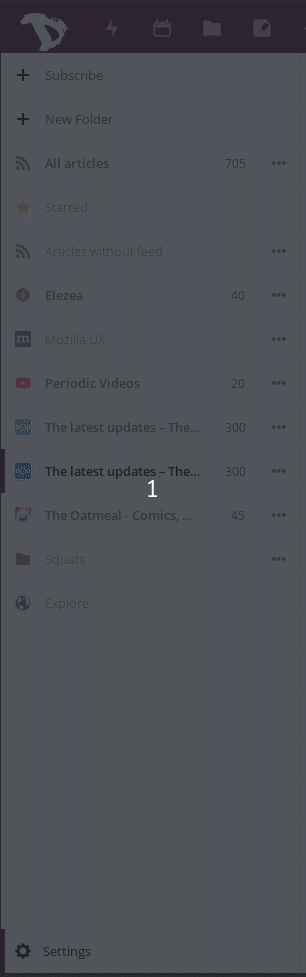 Subscribe
New Folder
All articles 705
Starred
Articles without feed
Elezea 40
Mozilla UX
Periodic Videos 20
The latest updates – The... 300
The latest updates – The... 300
1
The Oatmeal - Comics, ... 45
Squats
Explore
Settings